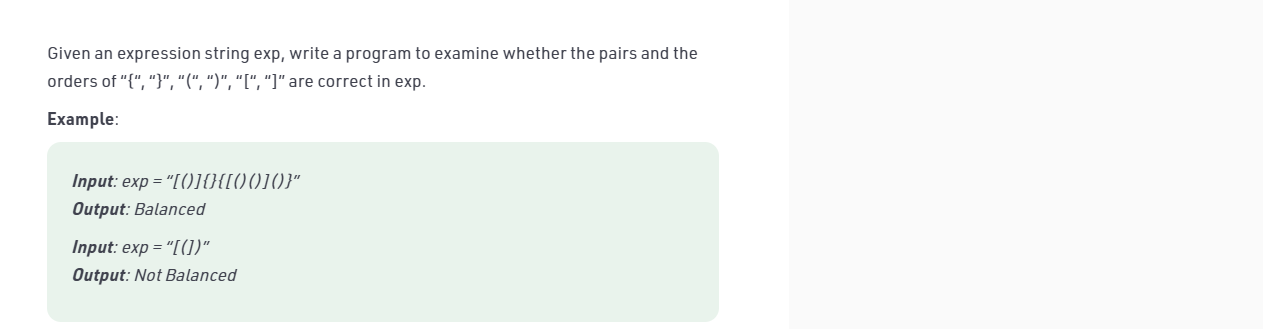 Given an expression string exp, write a program to examine whether the pairs and the
orders of “{“, “}”, “(“, “)”, “[“, “]” are correct in exp.
Example:
Input: exp = “[()]{}{[()()]()}”
Output: Balanced
Input: exp = “[(])”
Output: Not Balanced